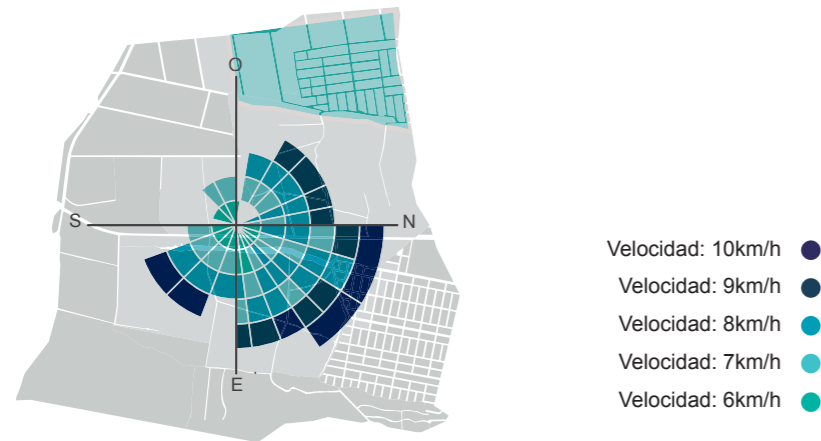 O
S
N
E
Velocidad: 10km/h
Velocidad: 9km/h
Velocidad: 8km/h
Velocidad: 7km/h
Velocidad: 6km/h